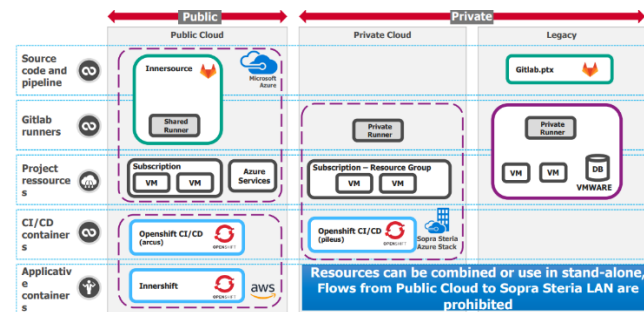 Public
Private
Public Cloud
Private Cloud
Legacy
Source
code and
pipeline
Innersource
Microsoft
Azure
Gitlab.ptx
Shared
Runner
Gitlab
runners
Private
Runner
Private
Runner
Project
ressource
s
Subscription
VM
VM
Azure
Services
Subscription – Resource Group
VM
VM
VM
VM
DB
VMWARE
CI/CD
container
s
Openshift CI/CD
(arcus)
OPENSHIFT
Openshift CI/CD
(pileus)
OPENSHIFT
Sopra Steria
Azure Stack
Applicativ
e
container
s
Innershift
OPENSHIFT
aws
Resources can be combined or use in stand-alone,
Flows from Public Cloud to Sopra Steria LAN are
prohibited